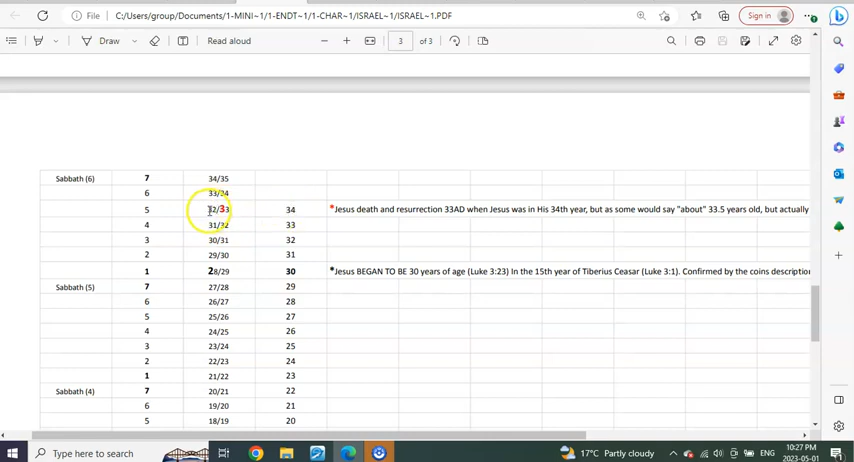 File C:/Users/group/Documents/1-MINI~1/1-ENDT~1/1-CHAR~1/ISRAEL~1/ISRAEL~1.PDF Sign in
Draw Read aloud 3 of 3
Sabbath (6) 7 34/35
6 33/34
5 32/33 34 *Jesus death and resurrection 33AD when Jesus was in His 34th year, but as some would say "about" 33.5 years old, but actually
4 31/32 33
3 30/31 32
2 29/30 31
1 28/29 30 *Jesus BEGAN TO BE 30 years of age (Luke 3:23) In the 15th year of Tiberius Ceasar (Luke 3:1). Confirmed by the coins descriptio
Sabbath (5) 7 27/28 29
6 26/27 28
5 25/26 27
4 24/25 26
3 23/24 25
2 22/23 24
1 21/22 23
Sabbath (4) 7 20/21 22
6 19/20 21
5 18/19 20
Type here to search 17°C Partly cloudy ENG 10:27 PM
2023-05-01